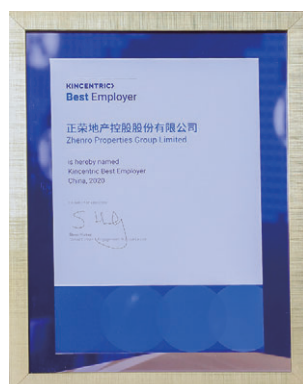 KINCENTRIC>
Best Employer
正荣地产控股股份有限公司
Zhenro Properties Group Limited
is hereby named
Kincentric Best Employer
China, 2020